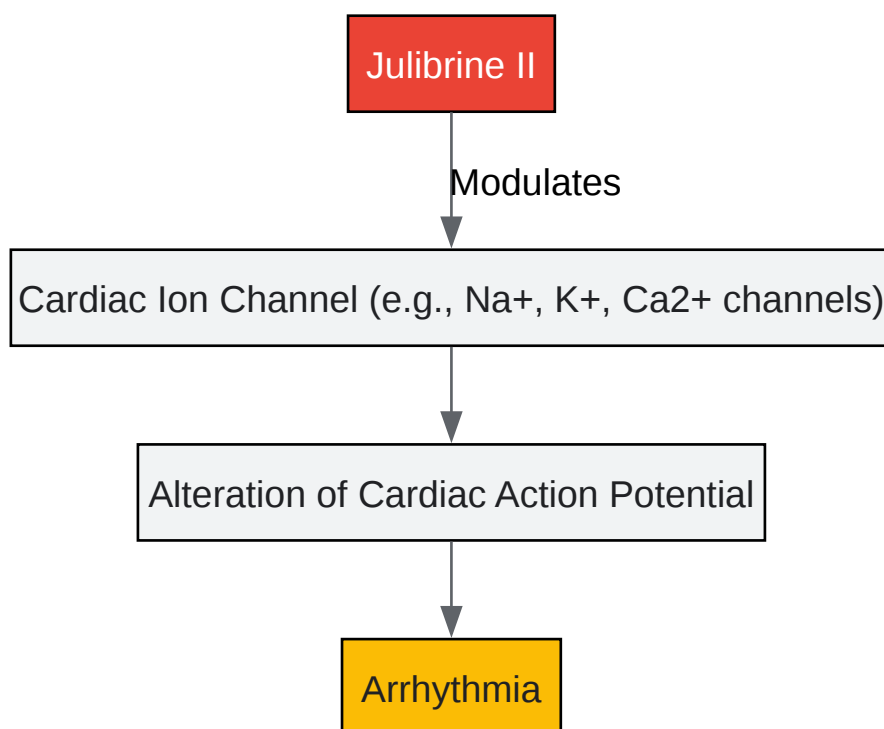 Julibrine II
Modulates
Cardiac Ion Channel (e.g., Na+, K+, Ca2+ channels)
Alteration of Cardiac Action Potential
Arrhythmia